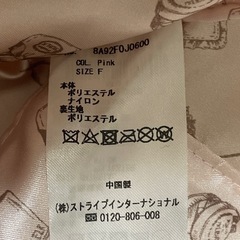 8A92F0J0600
COL. Pink
SIZE F
本体
ポリエステル
ナイロン
裏生地
ポリエステル
中国製
(株)ストライプインターナショナル
0120-806-008